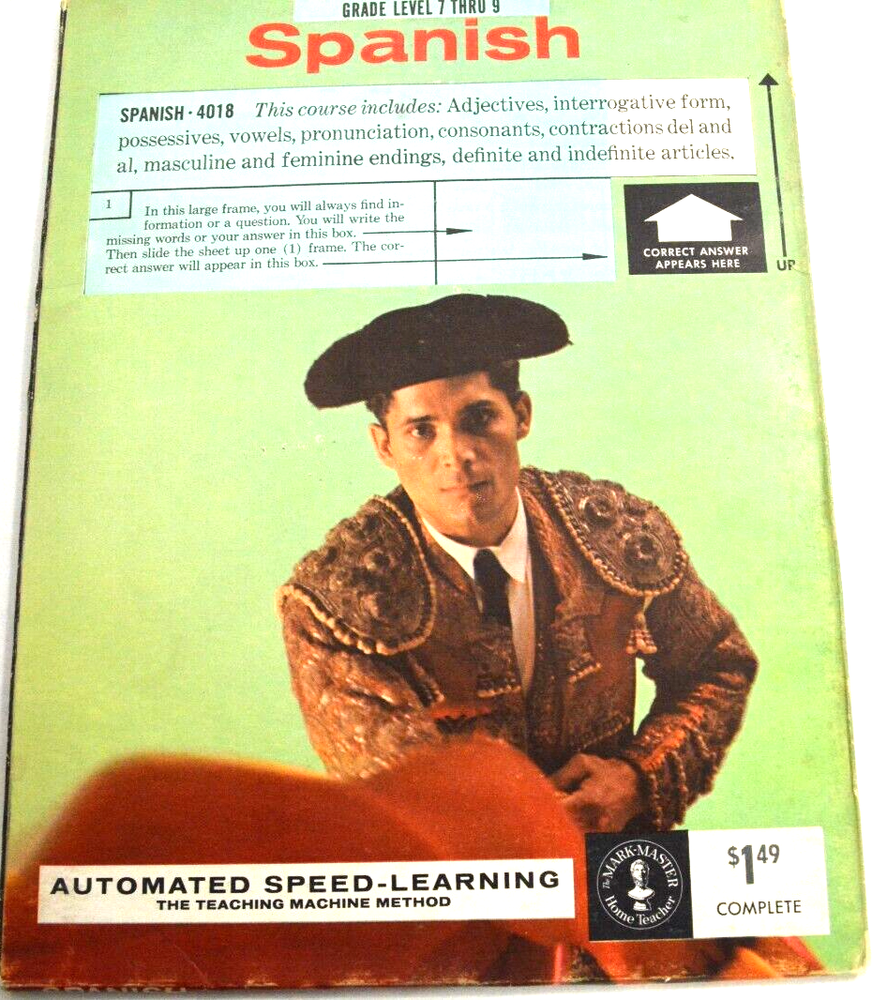 GRADE LEVEL 7 THRU 9
Spanish
SPANISH · 4018 This course includes: Adjectives, interrogative form,
possessives, vowels, pronunciation, consonants, contractions del and
al, masculine and feminine endings, definite and indefinite articles.
1
In this large frame, you will always find in-
formation or a question. You will write the
missing words or your answer in this box.
Then slide the sheet up one (1) frame. The cor-
rect answer will appear in this box.
CORRECT ANSWER
APPEARS HERE
UP
AUTOMATED SPEED-LEARNING
THE TEACHING MACHINE METHOD
The MARK-MASTER
Home Teacher
$1.49
COMPLETE